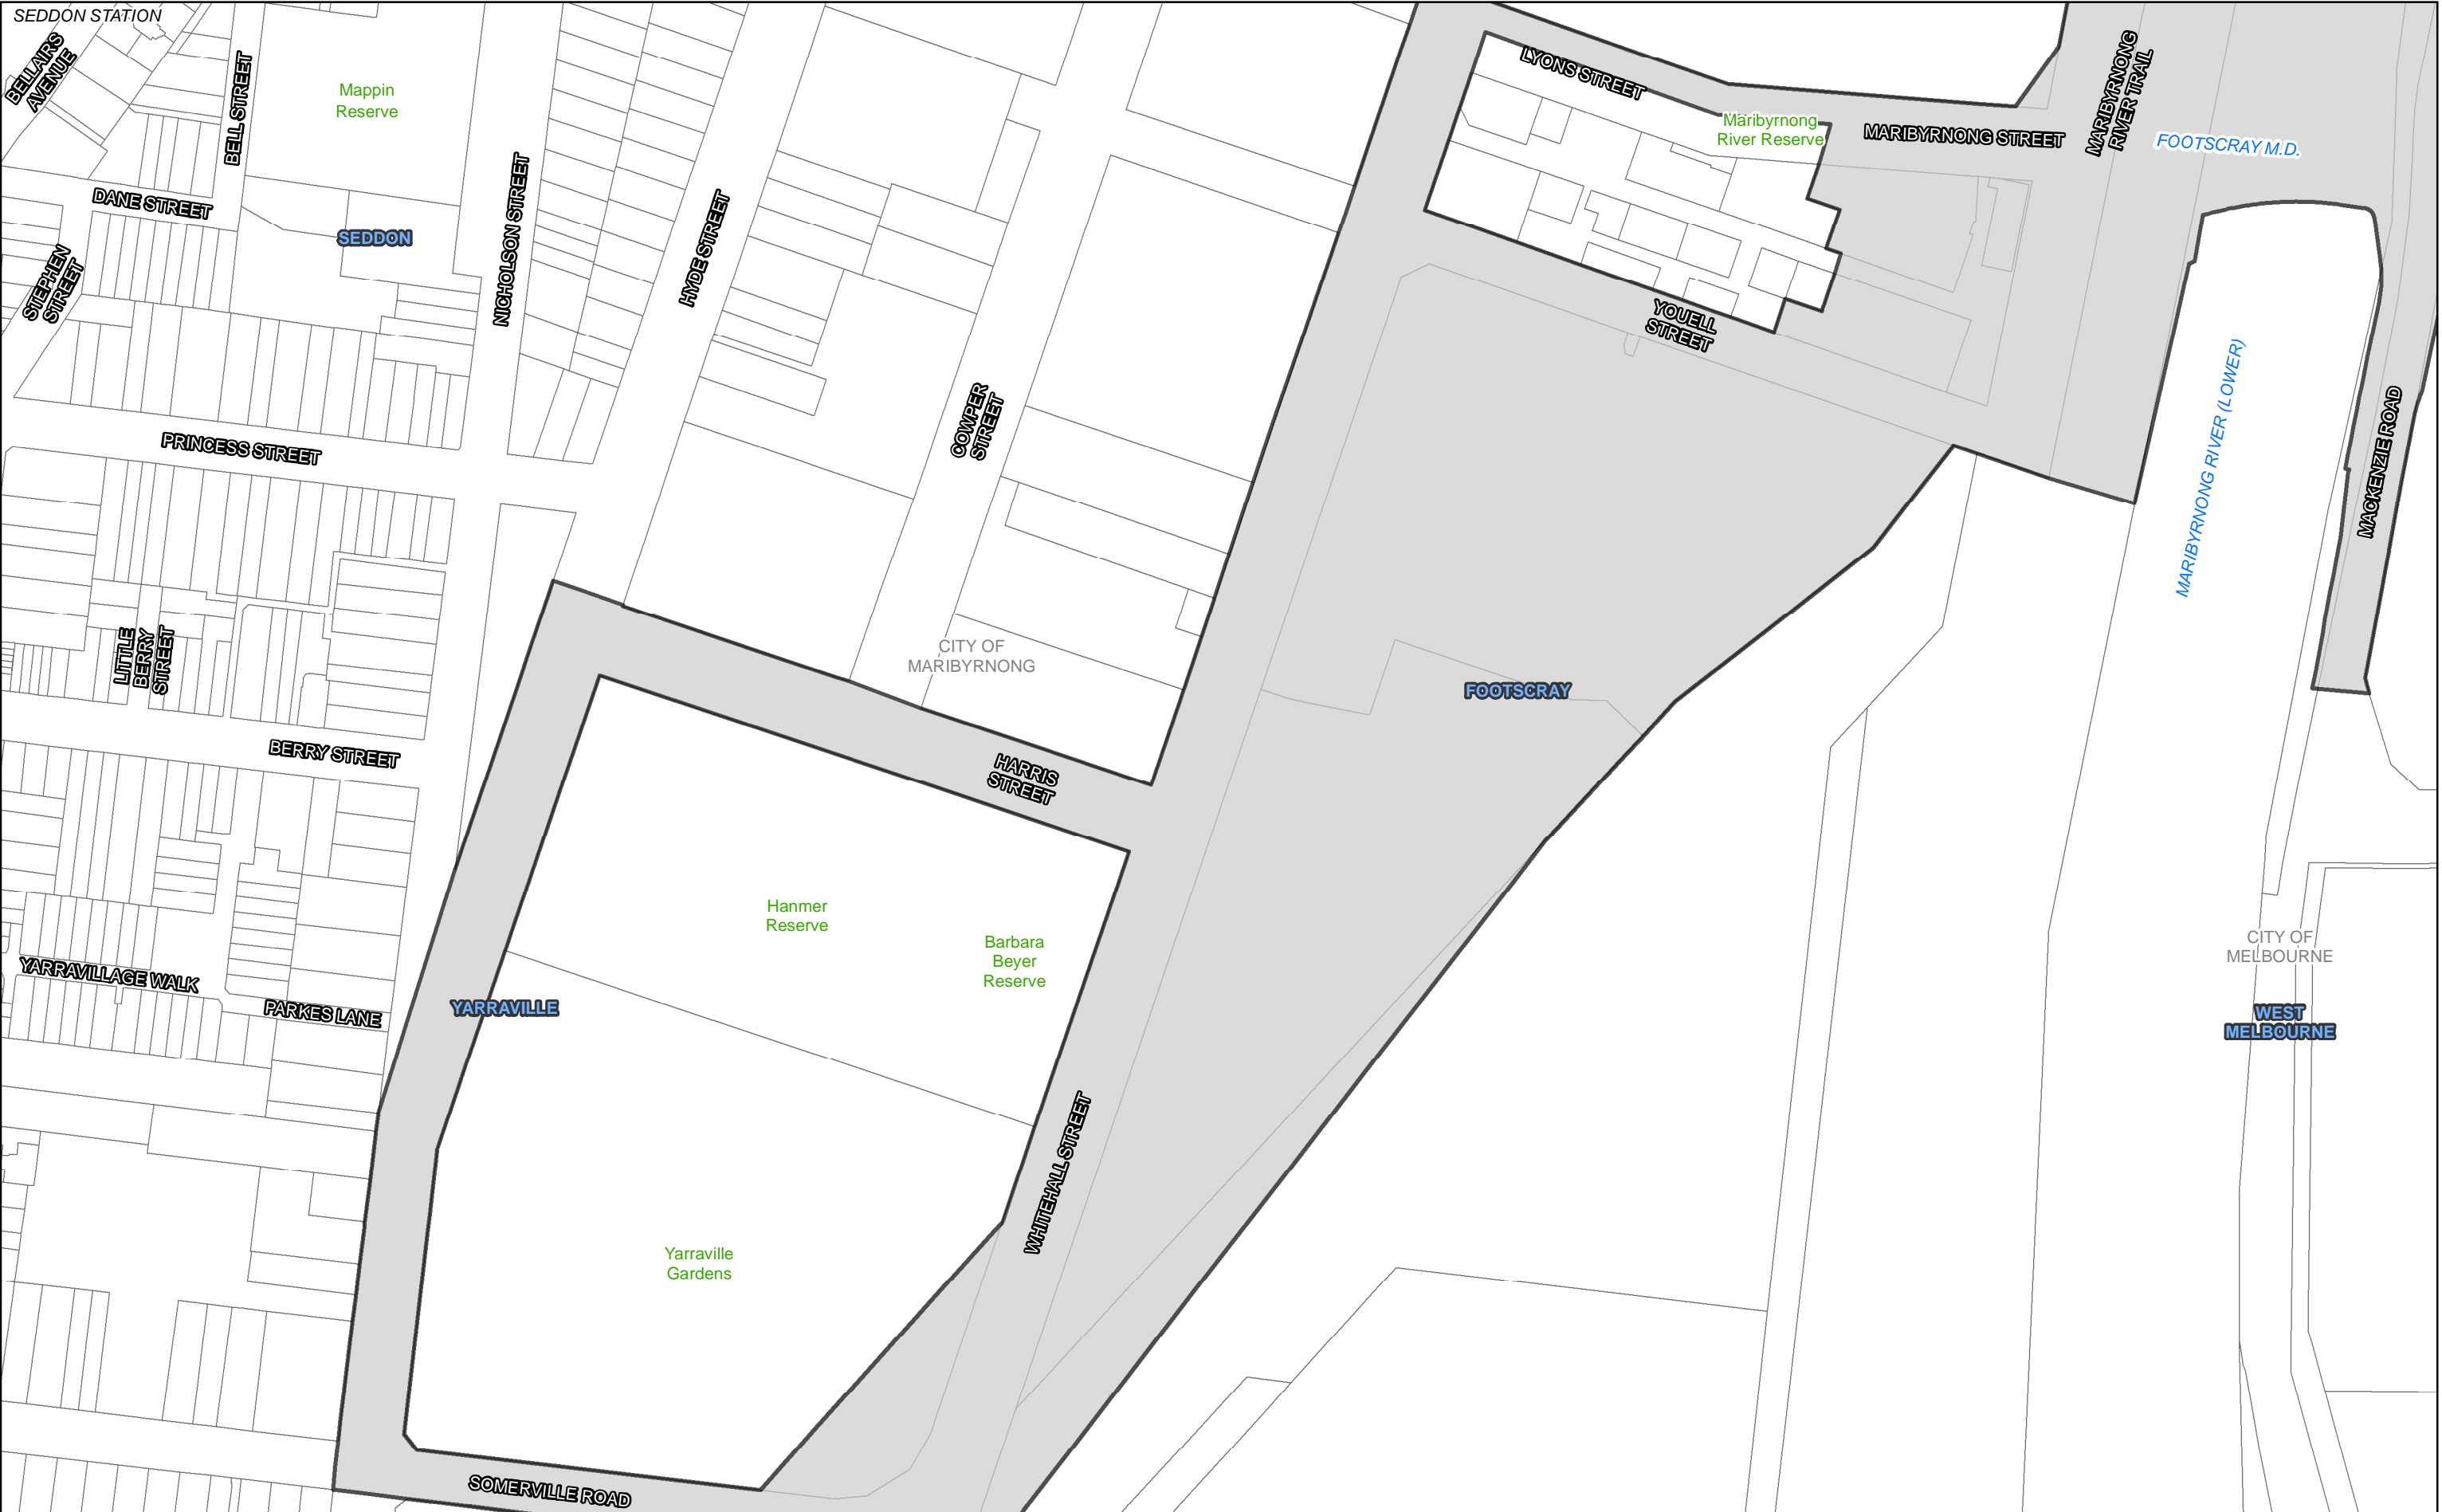 SEDDON STATION
BELLAIRS
AVENUE
BELL STREET
Mappin
Reserve
LYONS STREET
Maribyrnong
River Reserve
MARIBYRNONG STREET
MARIBYRNONG
RIVER TRAIL
FOOTSCRAY M.D.
DANE STREET
SEDDON
STEPHEN
STREET
NICHOLSON STREET
HYDE STREET
YOUELL
STREET
MARIBYRNONG RIVER (LOWER)
MACKENZIE ROAD
COWPER
STREET
PRINCESS STREET
LITTLE
BERRY
STREET
CITY OF
MARIBYRNONG
FOOTSCRAY
BERRY STREET
HARRIS
STREET
Hanmer
Reserve
Barbara
Beyer
Reserve
CITY OF
MELBOURNE
YARRAVILLAGE WALK
PARKES LANE
YARRAVILLE
WEST
MELBOURNE
WHITEHALL STREET
Yarraville
Gardens
SOMERVILLE ROAD